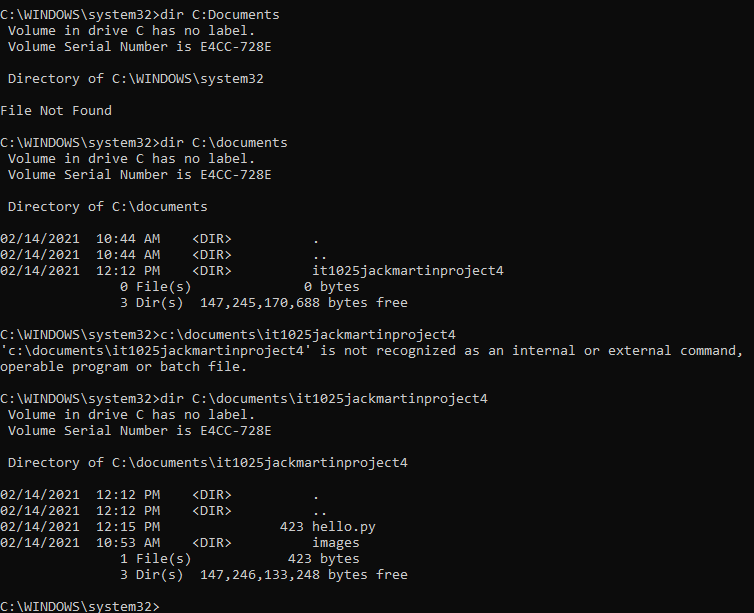 C:\WINDOWS\system32>dir C:Documents
 Volume in drive C has no label.
 Volume Serial Number is E4CC-728E

 Directory of C:\WINDOWS\system32

File Not Found

C:\WINDOWS\system32>dir C:\documents
 Volume in drive C has no label.
 Volume Serial Number is E4CC-728E

 Directory of C:\documents

02/14/2021  10:44 AM    <DIR>          .
02/14/2021  10:44 AM    <DIR>          ..
02/14/2021  12:12 PM    <DIR>          it1025jackmartinproject4
               0 File(s)              0 bytes
               3 Dir(s)  147,245,170,688 bytes free

C:\WINDOWS\system32>c:\documents\it1025jackmartinproject4
'c:\documents\it1025jackmartinproject4' is not recognized as an internal or external command,
operable program or batch file.

C:\WINDOWS\system32>dir C:\documents\it1025jackmartinproject4
 Volume in drive C has no label.
 Volume Serial Number is E4CC-728E

 Directory of C:\documents\it1025jackmartinproject4

02/14/2021  12:12 PM    <DIR>          .
02/14/2021  12:12 PM    <DIR>          ..
02/14/2021  12:15 PM               423 hello.py
02/14/2021  10:53 AM    <DIR>          images
               1 File(s)            423 bytes
               3 Dir(s)  147,246,133,248 bytes free

C:\WINDOWS\system32>